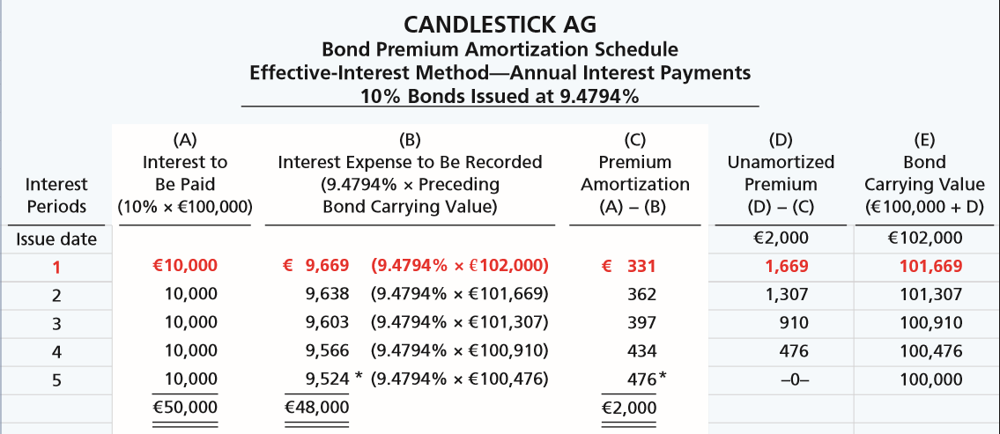 CANDLESTICK AG
Bond Premium Amortization Schedule
Effective-Interest Method—Annual Interest Payments
10% Bonds Issued at 9.4794%
(A) (B) (C) (D) (E)
Interest to Interest Expense to Be Recorded Premium Unamortized Bond
Interest Be Paid (9.4794% × Preceding Amortization Premium Carrying Value
Periods (10% × €100,000) Bond Carrying Value) (A) – (B) (D) – (C) (€100,000 + D)
Issue date €2,000 €102,000
1 €10,000 € 9,669 (9.4794% × €102,000) € 331 1,669 101,669
2 10,000 9,638 (9.4794% × €101,669) 362 1,307 101,307
3 10,000 9,603 (9.4794% × €101,307) 397 910 100,910
4 10,000 9,566 (9.4794% × €100,910) 434 476 100,476
5 10,000 9,524 * (9.4794% × €100,476) 476* –0– 100,000
€50,000 €48,000 €2,000